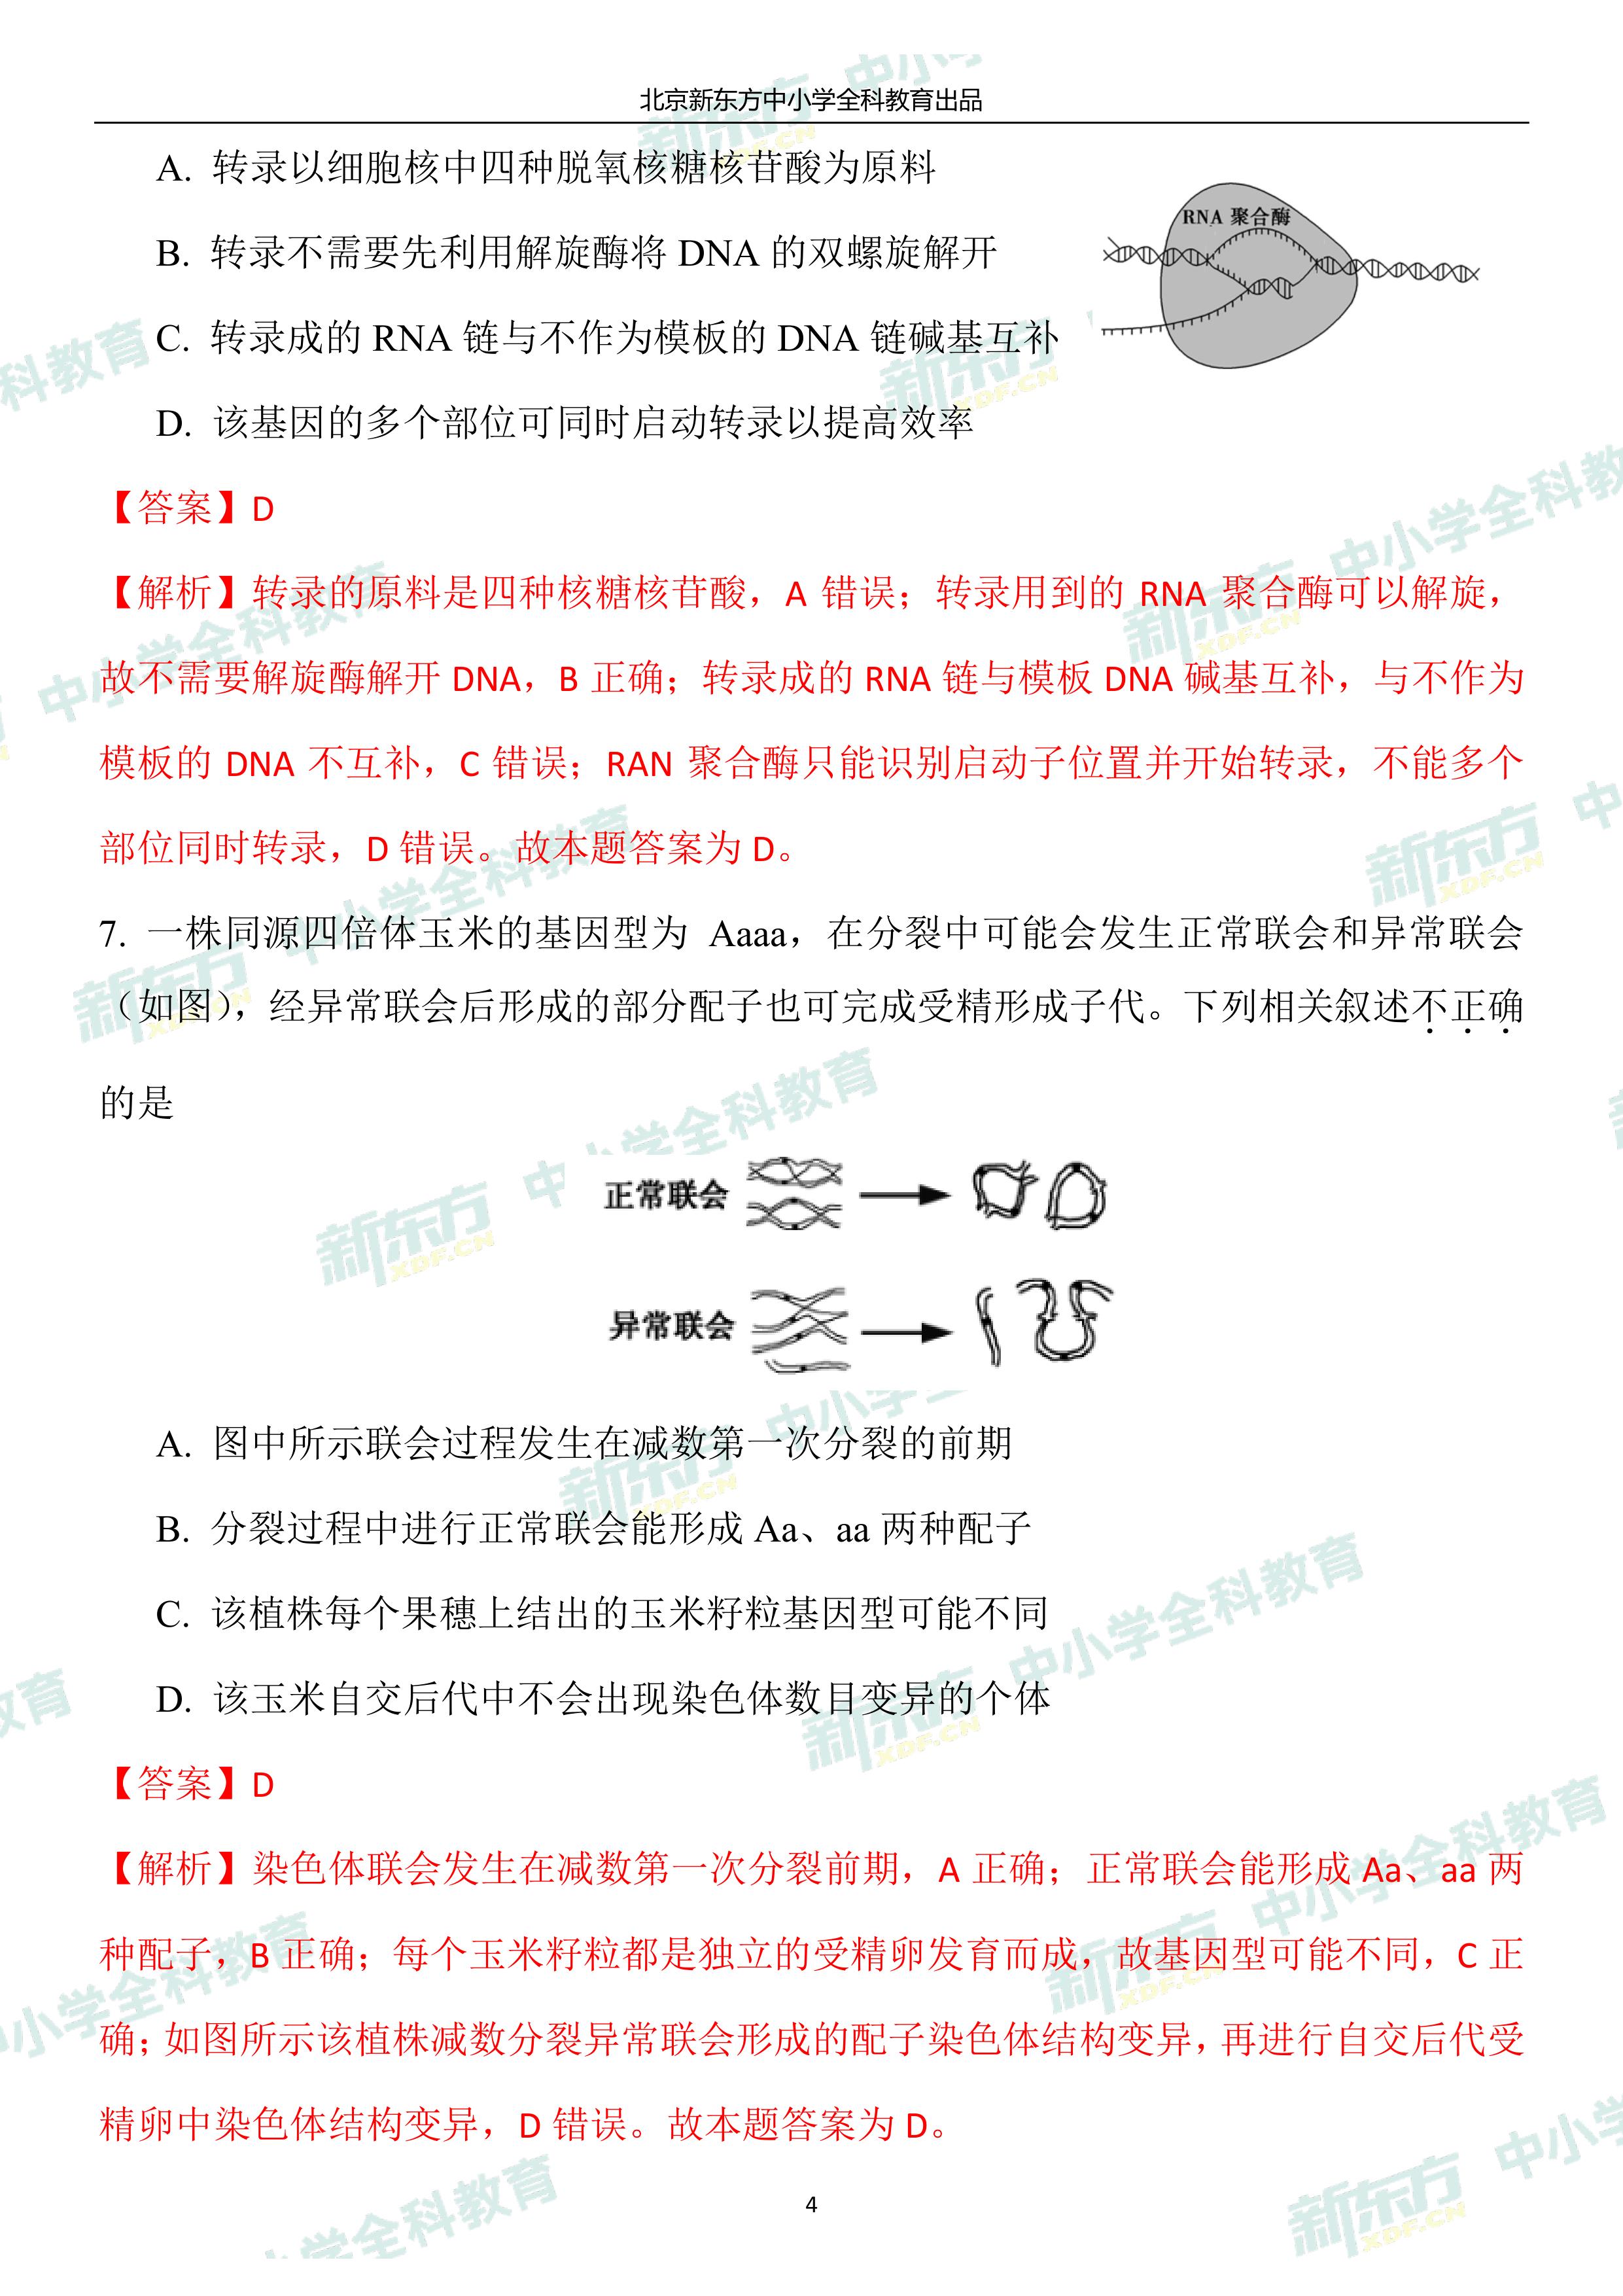 北京新东方中小学全科教育出品
A. 转录以细胞核中四种脱氧核糖核苷酸为原料
B. 转录不需要先利用解旋酶将 DNA 的双螺旋解开
C. 转录成的 RNA 链与不作为模板的 DNA 链碱基互补
D. 该基因的多个部位可同时启动转录以提高效率
RNA 聚合酶
【答案】D
【解析】转录的原料是四种核糖核苷酸，A 错误；转录用到的 RNA 聚合酶可以解旋，
故不需要解旋酶解开 DNA，B 正确；转录成的 RNA 链与模板 DNA 碱基互补，与不作为
模板的 DNA 不互补，C 错误；RAN 聚合酶只能识别启动子位置并开始转录，不能多个
部位同时转录，D 错误。故本题答案为 D。
7. 一株同源四倍体玉米的基因型为 Aaaa，在分裂中可能会发生正常联会和异常联会
（如图），经异常联会后形成的部分配子也可完成受精形成子代。下列相关叙述不正确
的是
正常联会
异常联会
A. 图中所示联会过程发生在减数第一次分裂的前期
B. 分裂过程中进行正常联会能形成 Aa、aa 两种配子
C. 该植株每个果穗上结出的玉米籽粒基因型可能不同
D. 该玉米自交后代中不会出现染色体数目变异的个体
【答案】D
【解析】染色体联会发生在减数第一次分裂前期，A 正确；正常联会能形成 Aa、aa 两
种配子，B 正确；每个玉米籽粒都是独立的受精卵发育而成，故基因型可能不同，C 正
确；如图所示该植株减数分裂异常联会形成的配子染色体结构变异，再进行自交后代受
精卵中染色体结构变异，D 错误。故本题答案为 D。
4